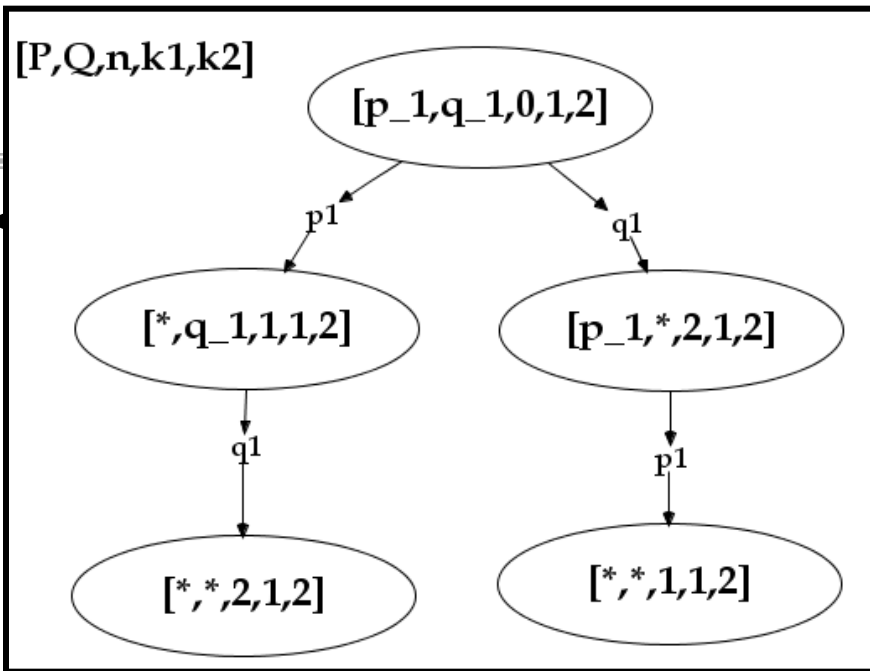 [P,Q,n,k1,k2]
[p_1,q_1,0,1,2]
p1
q1
[*,q_1,1,1,2]
[p_1,*,2,1,2]
q1
p1
[*,*,2,1,2]
[*,*,1,1,2]